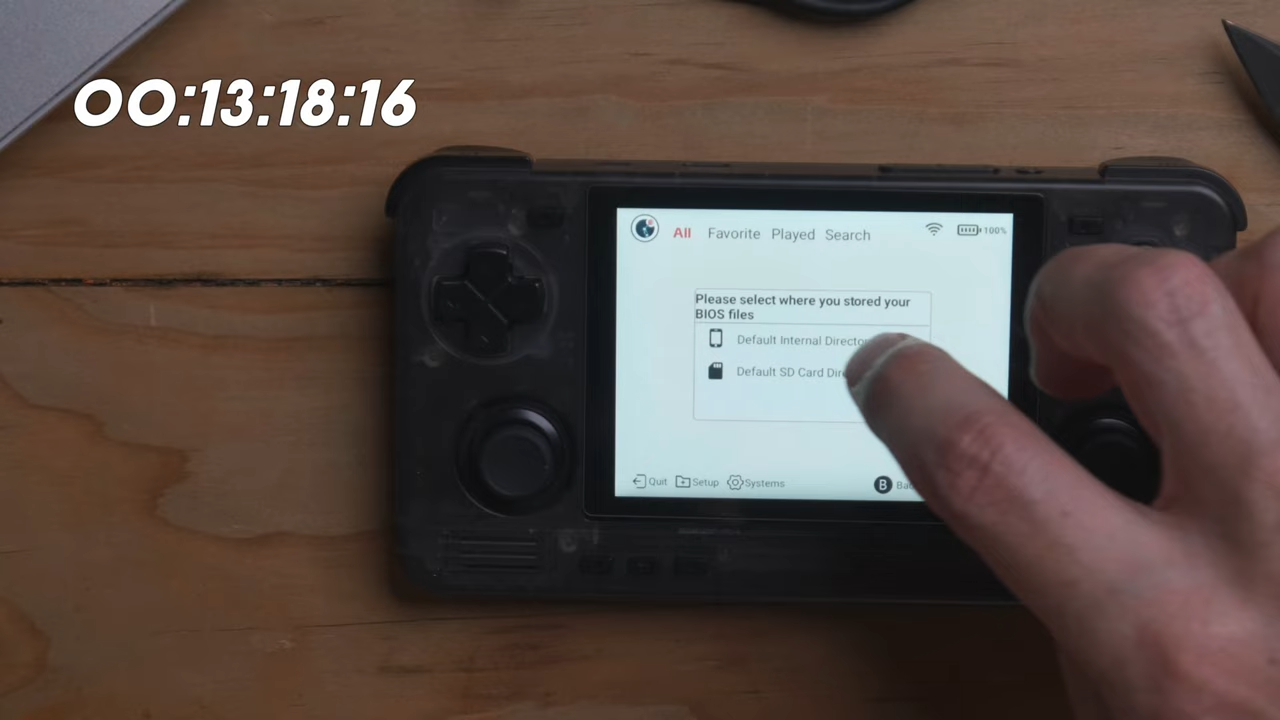 00:13:18:16
All Favorite Played Search 100%
Please select where you stored your
BIOS files
Default Internal
Default SD Card
Quit Setup Systems B